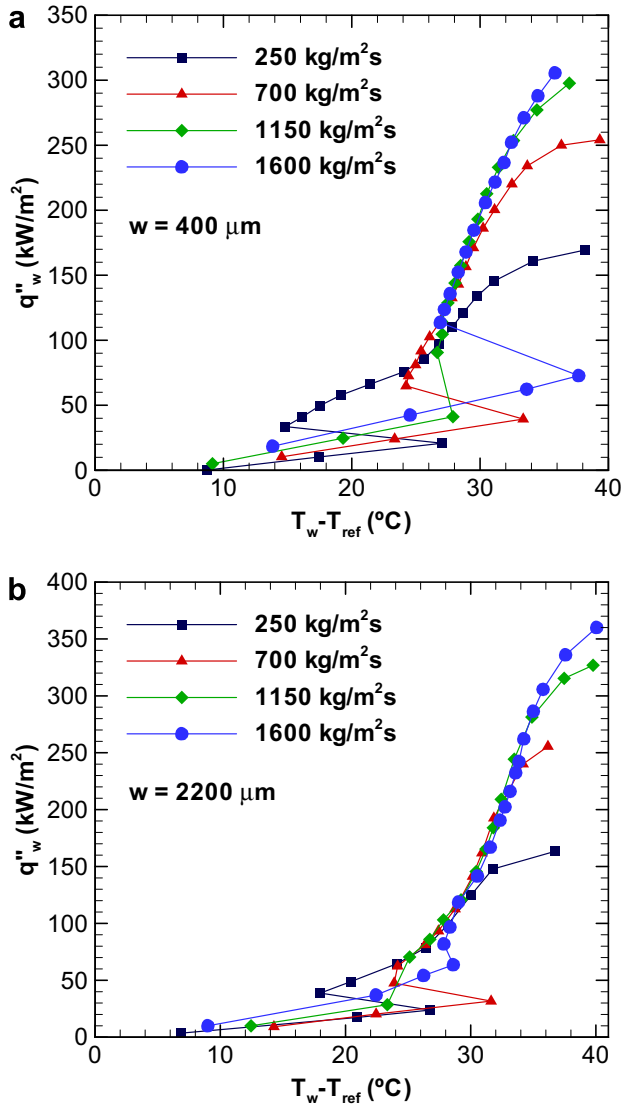 a
350
300
250
200
150
100
50
0
q"w (kW/m²)
250 kg/m²s
700 kg/m²s
1150 kg/m²s
1600 kg/m²s
w = 400 μm
0 10 20 30 40
Tw-Tref (ºC)
b
400
350
300
250
200
150
100
50
0
q"w (kW/m²)
250 kg/m²s
700 kg/m²s
1150 kg/m²s
1600 kg/m²s
w = 2200 μm
0 10 20 30 40
Tw-Tref (ºC)